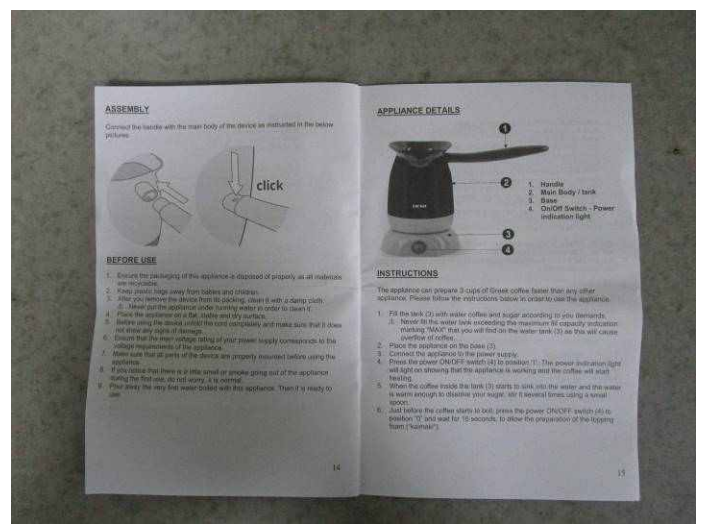 ASSEMBLY
Connect the handle with the main body of the device as instructed in the below
pictures
click
BEFORE USE
1. Ensure the packaging of this appliance is disposed of properly as all materials
are recyclable.
2. Keep plastic bags away from babies and children.
3. After you remove the device from its packing, clean it with a damp cloth.
⚠ Never put the appliance under running water in order to clean it.
4. Place the appliance on a flat, stable and dry surface.
5. Before using the device unfold the cord completely and make sure that it does
not show any signs of damage.
6. Ensure that the main voltage rating of your power supply corresponds to the
voltage requirements of the appliance.
7. Make sure that all parts of the device are properly mounted before using the
appliance.
8. If you notice that there is a little smell or smoke going out of the appliance
during the first use, do not worry, it is normal.
9. Pour away the very first water boiled with this appliance. Then it is ready to
use.
14
APPLIANCE DETAILS
1
2
3
4
1. Handle
2. Main Body / tank
3. Base
4. On/Off Switch - Power
indication light
INSTRUCTIONS
The appliance can prepare 3 cups of Greek coffee faster than any other
appliance. Please follow the instructions below in order to use the appliance.
1. Fill the tank (3) with water coffee and sugar according to you demands.
⚠ Never fill the water tank exceeding the maximum fill capacity indication
marking "MAX" that you will find on the water tank (3) as this will cause
overflow of coffee.
2. Place the appliance on the base (3).
3. Connect the appliance to the power supply.
4. Press the power ON/OFF switch (4) to position "I". The power indication light
will light on showing that the appliance is working and the coffee will start
heating.
5. When the coffee inside the tank (3) starts to sink into the water and the water
is warm enough to dissolve your sugar, stir it several times using a small
spoon.
6. Just before the coffee starts to boil, press the power ON/OFF switch (4) to
position "0" and wait for 15 seconds, to allow the preparation of the topping
foam ("kaimaki").
15